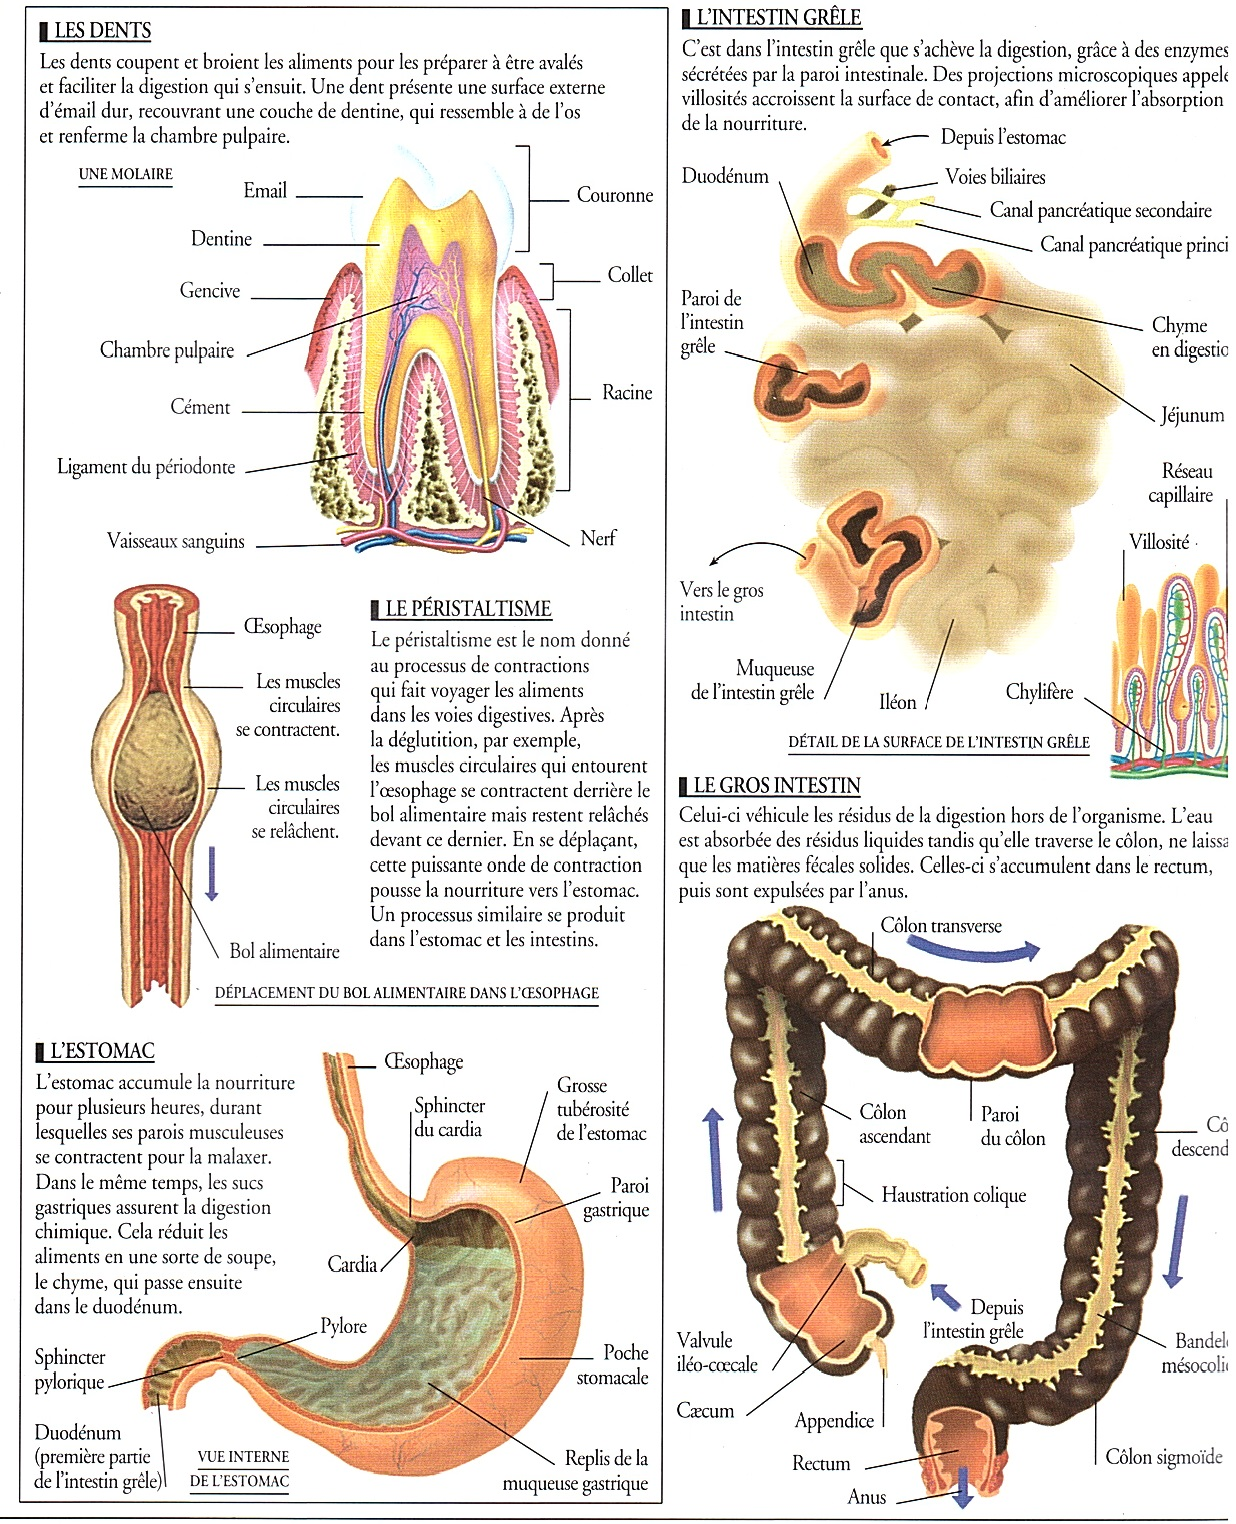 LES DENTS
Les dents coupent et broient les aliments pour les préparer à être avalés
et faciliter la digestion qui s'ensuit. Une dent présente une surface externe
d'émail dur, recouvrant une couche de dentine, qui ressemble à de l'os
et renferme la chambre pulpaire.
UNE MOLAIRE
Email
Couronne
Dentine
Collet
Gencive
Chambre pulpaire
Racine
Cément
Ligament du périodonte
Vaisseaux sanguins
Nerf
Œsophage
Les muscles
circulaires
se contractent.
Les muscles
circulaires
se relâchent.
Bol alimentaire
LE PÉRISTALTISME
Le péristaltisme est le nom donné
au processus de contractions
qui fait voyager les aliments
dans les voies digestives. Après
la déglutition, par exemple,
les muscles circulaires qui entourent
l'œsophage se contractent derrière le
bol alimentaire mais restent relâchés
devant ce dernier. En se déplaçant,
cette puissante onde de contraction
pousse la nourriture vers l'estomac.
Un processus similaire se produit
dans l'estomac et les intestins.
DÉPLACEMENT DU BOL ALIMENTAIRE DANS L'ŒSOPHAGE
L'ESTOMAC
L'estomac accumule la nourriture
pour plusieurs heures, durant
lesquelles ses parois musculeuses
se contractent pour la malaxer.
Dans le même temps, les sucs
gastriques assurent la digestion
chimique. Cela réduit les
aliments en une sorte de soupe,
le chyme, qui passe ensuite
dans le duodénum.
Œsophage
Sphincter
du cardia
Grosse
tubérosité
de l'estomac
Paroi
gastrique
Cardia
Pylore
Sphincter
pylorique
Poche
stomacale
Duodénum
(première partie
de l'intestin grêle)
VUE INTERNE
DE L'ESTOMAC
Replis de la
muqueuse gastrique
L'INTESTIN GRÊLE
C'est dans l'intestin grêle que s'achève la digestion, grâce à des enzymes
sécrétées par la paroi intestinale. Des projections microscopiques appelé
villosités accroissent la surface de contact, afin d'améliorer l'absorption
de la nourriture.
Depuis l'estomac
Duodénum
Voies biliaires
Canal pancréatique secondaire
Canal pancréatique princi
Paroi de
l'intestin
grêle
Chyme
en digestio
Jéjunum
Réseau
capillaire
Villosité
Vers le gros
intestin
Muqueuse
de l'intestin grêle
Iléon
Chylifère
DÉTAIL DE LA SURFACE DE L'INTESTIN GRÊLE
LE GROS INTESTIN
Celui-ci véhicule les résidus de la digestion hors de l'organisme. L'eau
est absorbée des résidus liquides tandis qu'elle traverse le côlon, ne laissa
que les matières fécales solides. Celles-ci s'accumulent dans le rectum,
puis sont expulsées par l'anus.
Côlon transverse
Côlon
ascendant
Paroi
du côlon
Cô
descend
Haustration colique
Depuis
l'intestin grêle
Valvule
iléo-cœcale
Bandel
mésocoli
Cæcum
Appendice
Rectum
Côlon sigmoïde
Anus